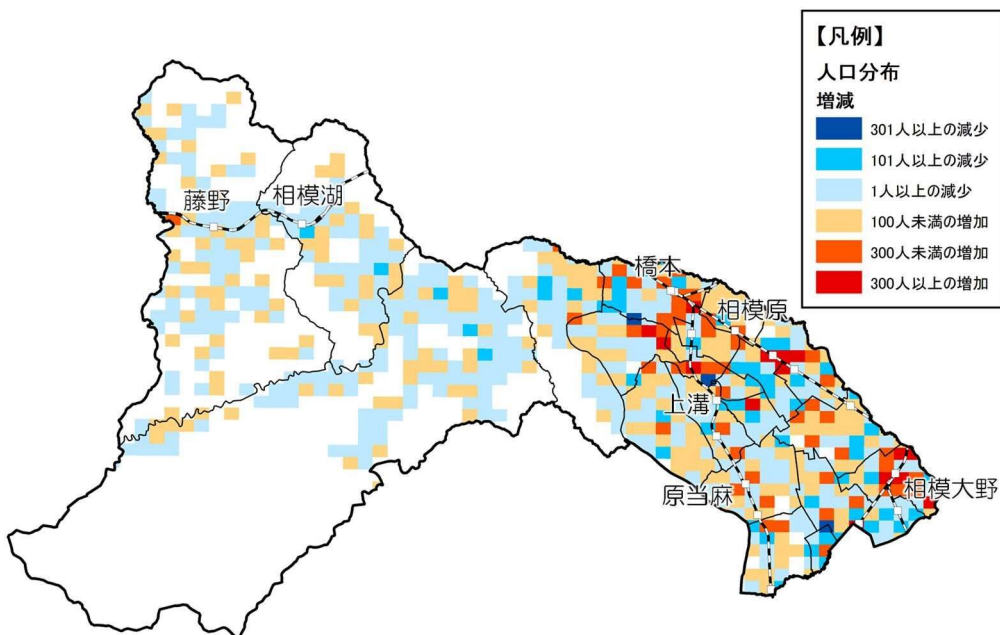 【凡例】
人口分布
増減
301人以上の減少
101人以上の減少
1人以上の減少
100人未満の増加
300人未満の増加
300人以上の増加
藤野
相模湖
橋本
相模原
上溝
原当麻
相模大野